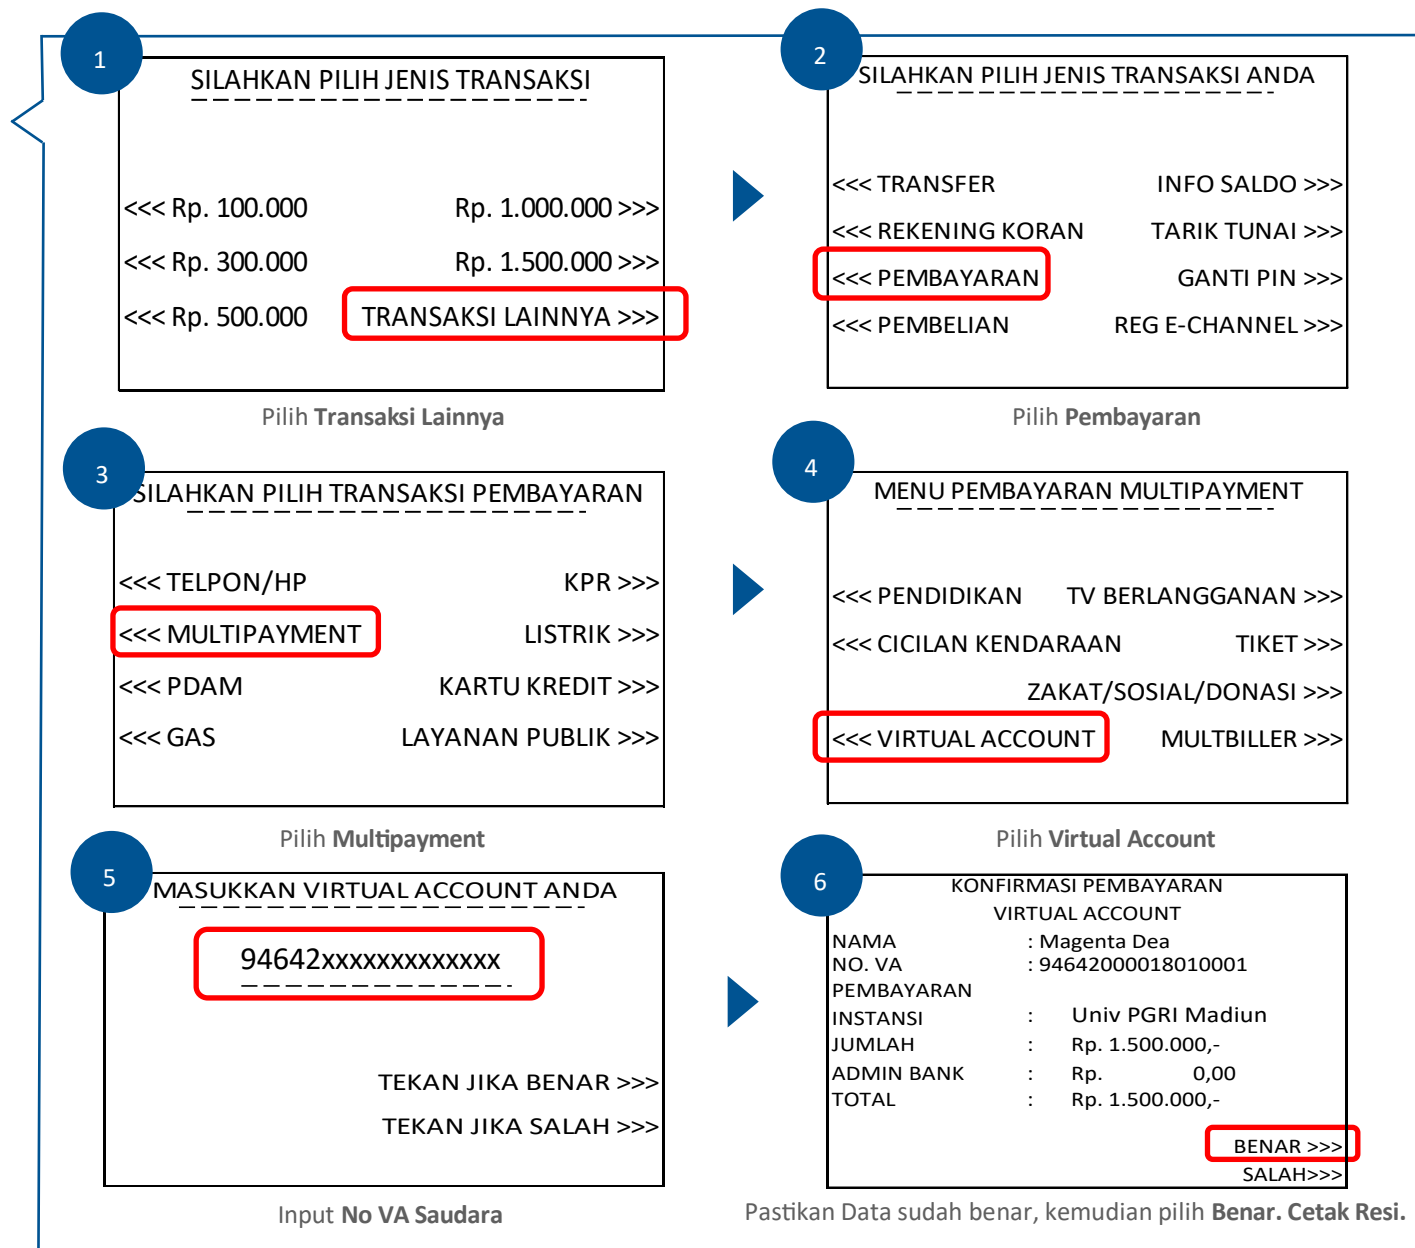 1
SILAHKAN PILIH JENIS TRANSAKSI
<<< Rp. 100.000 Rp. 1.000.000 >>>
<<< Rp. 300.000 Rp. 1.500.000 >>>
<<< Rp. 500.000 TRANSAKSI LAINNYA >>>
Pilih Transaksi Lainnya
2
SILAHKAN PILIH JENIS TRANSAKSI ANDA
<<< TRANSFER INFO SALDO >>>
<<< REKENING KORAN TARIK TUNAI >>>
<<< PEMBAYARAN GANTI PIN >>>
<<< PEMBELIAN REG E-CHANNEL >>>
Pilih Pembayaran
3
SILAHKAN PILIH TRANSAKSI PEMBAYARAN
<<< TELPON/HP KPR >>>
<<< MULTIPAYMENT LISTRIK >>>
<<< PDAM KARTU KREDIT >>>
<<< GAS LAYANAN PUBLIK >>>
Pilih Multipayment
4
MENU PEMBAYARAN MULTIPAYMENT
<<< PENDIDIKAN TV BERLANGGANAN >>>
<<< CICILAN KENDARAAN TIKET >>>
ZAKAT/SOSIAL/DONASI >>>
<<< VIRTUAL ACCOUNT MULTBILLER >>>
Pilih Virtual Account
5
MASUKKAN VIRTUAL ACCOUNT ANDA
94642xxxxxxxxxxxxx
TEKAN JIKA BENAR >>>
TEKAN JIKA SALAH >>>
Input No VA Saudara
6
KONFIRMASI PEMBAYARAN
VIRTUAL ACCOUNT
NAMA : Magenta Dea
NO. VA : 94642000018010001
PEMBAYARAN
INSTANSI : Univ PGRI Madiun
JUMLAH : Rp. 1.500.000,-
ADMIN BANK : Rp. 0,00
TOTAL : Rp. 1.500.000,-
BENAR >>>
SALAH>>>
Pastikan Data sudah benar, kemudian pilih Benar. Cetak Resi.